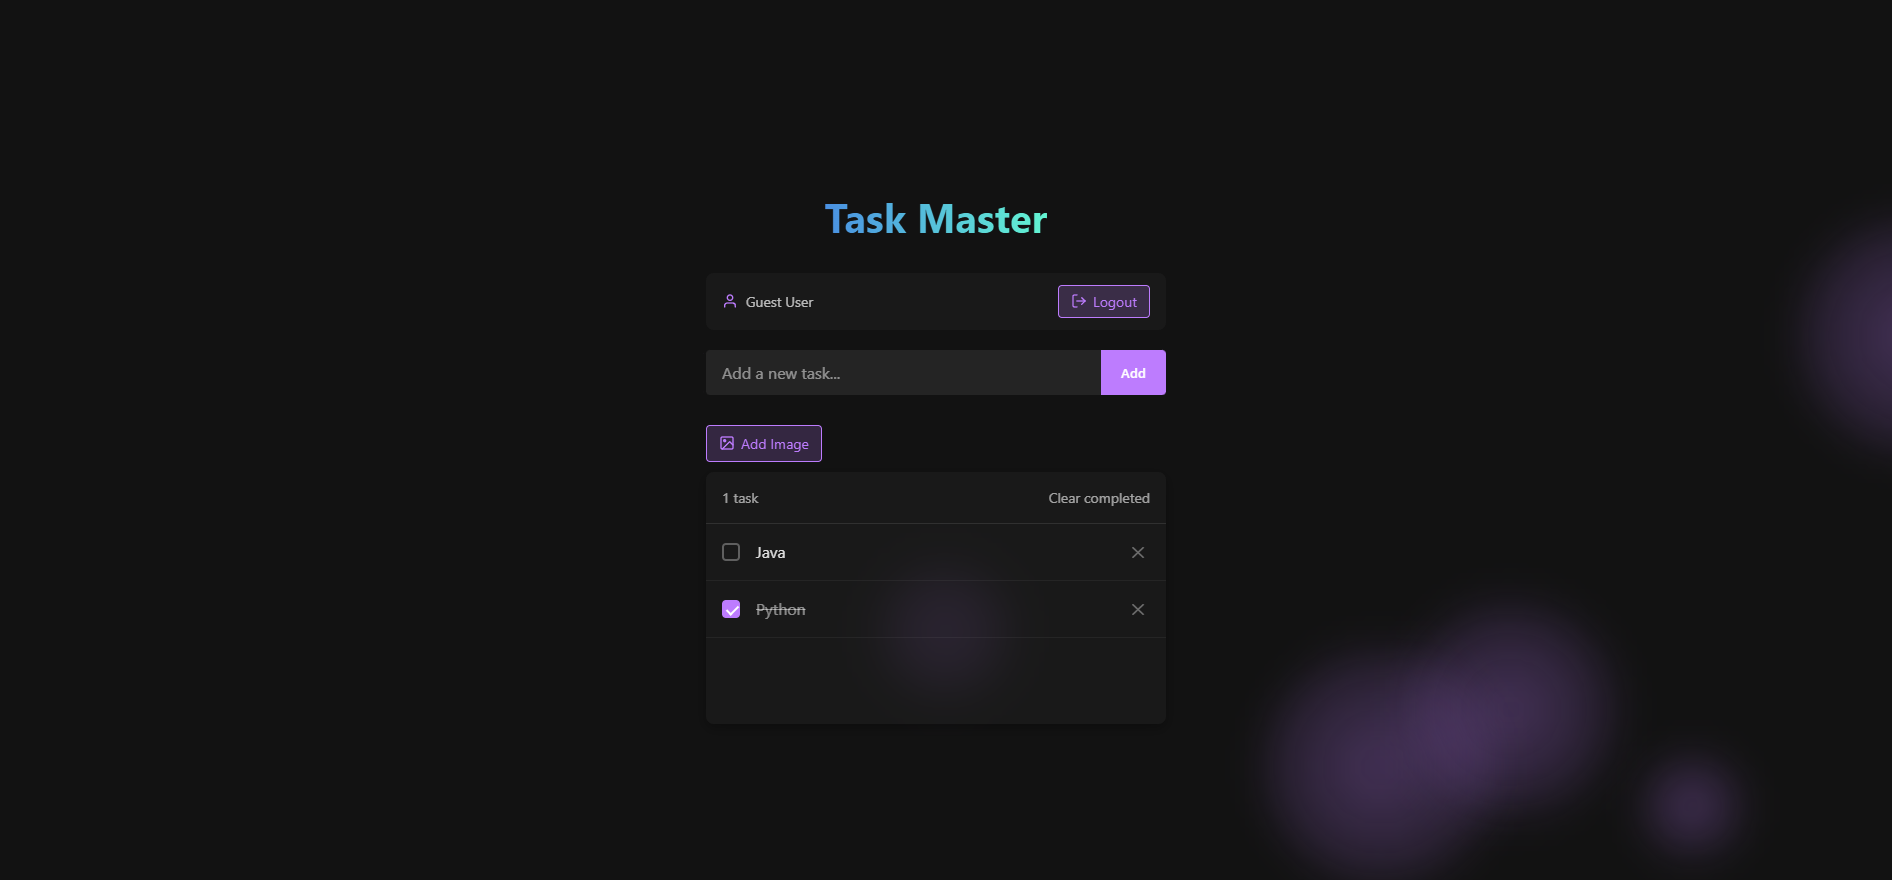 Task Master
Guest User
Logout
Add a new task...
Add
Add Image
1 task
Clear completed
Java
Python